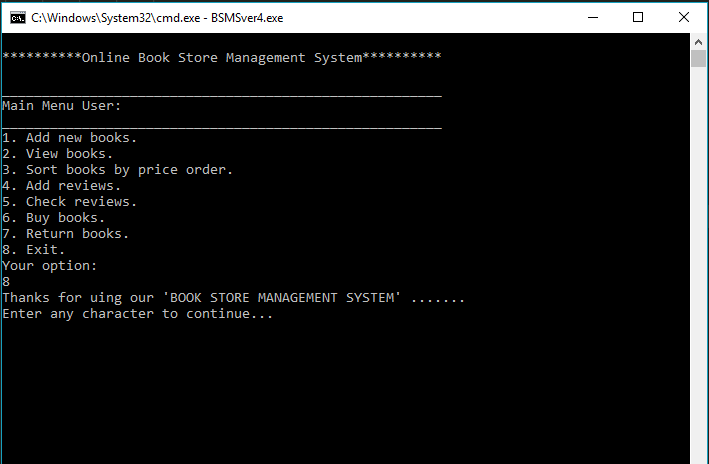 C:\Windows\System32\cmd.exe - BSMSver4.exe
**********Online Book Store Management System**********
_______________________________________________________
Main Menu User:
_______________________________________________________
1. Add new books.
2. View books.
3. Sort books by price order.
4. Add reviews.
5. Check reviews.
6. Buy books.
7. Return books.
8. Exit.
Your option:
8
Thanks for uing our 'BOOK STORE MANAGEMENT SYSTEM' .......
Enter any character to continue...